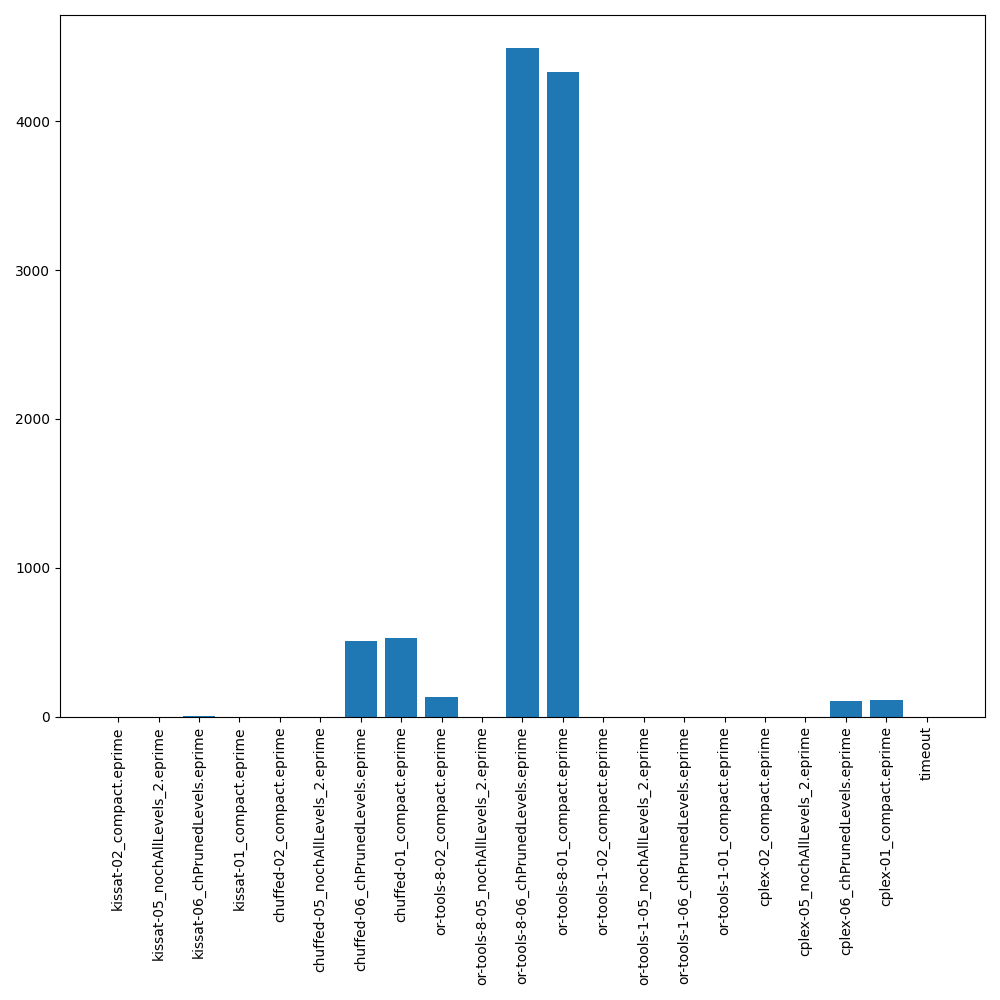 4000
3000
2000
1000
0
kissat-02_compact.eprime
kissat-05_nochAllLevels_2.eprime
kissat-06_chPrunedLevels.eprime
kissat-01_compact.eprime
chuffed-02_compact.eprime
chuffed-05_nochAllLevels_2.eprime
chuffed-06_chPrunedLevels.eprime
chuffed-01_compact.eprime
or-tools-8-02_compact.eprime
or-tools-8-05_nochAllLevels_2.eprime
or-tools-8-06_chPrunedLevels.eprime
or-tools-8-01_compact.eprime
or-tools-1-02_compact.eprime
or-tools-1-05_nochAllLevels_2.eprime
or-tools-1-06_chPrunedLevels.eprime
or-tools-1-01_compact.eprime
cplex-02_compact.eprime
cplex-05_nochAllLevels_2.eprime
cplex-06_chPrunedLevels.eprime
cplex-01_compact.eprime
timeout